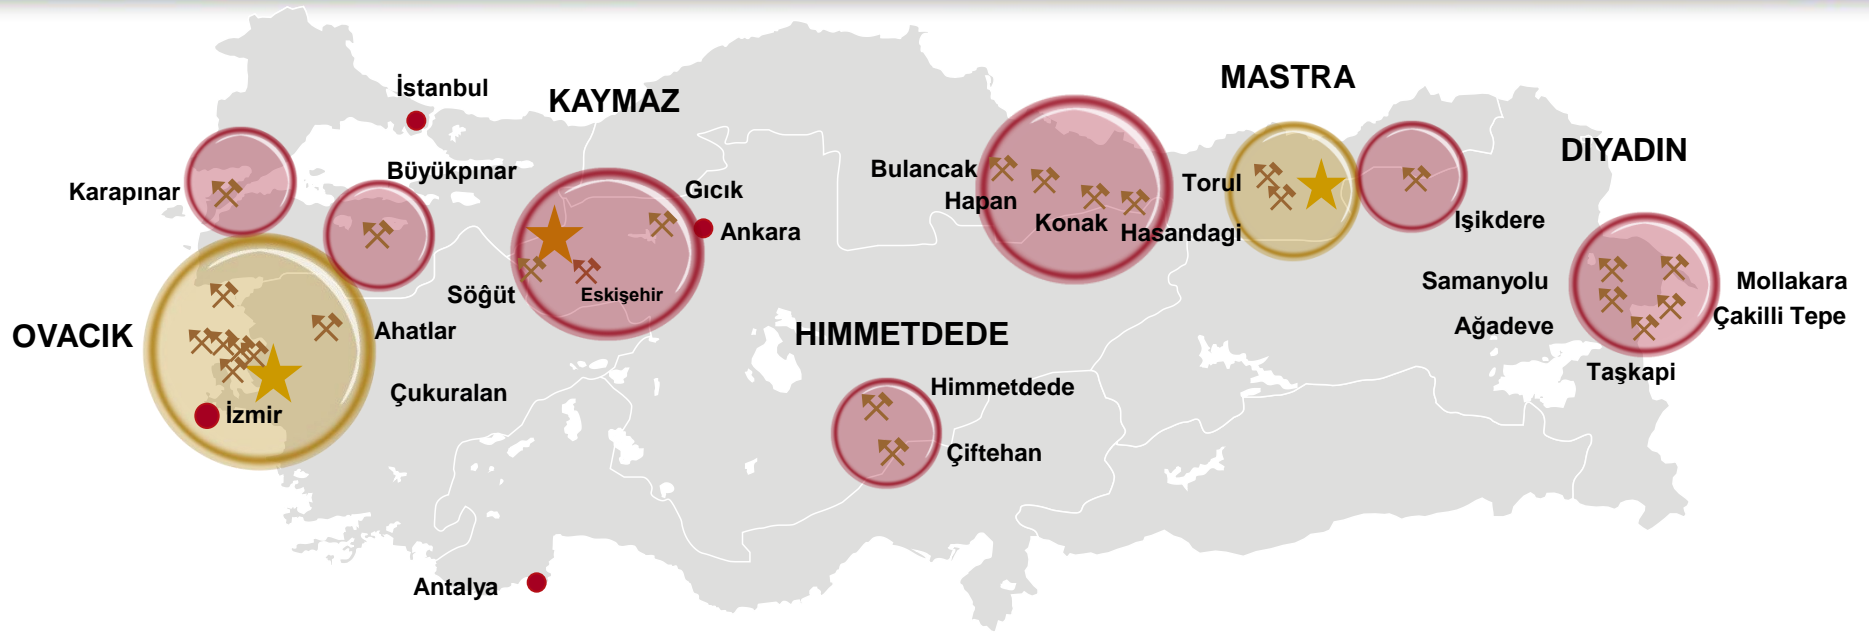 MASTRA
İstanbul
KAYMAZ
DIYADIN
Büyükpınar
Bulancak
Karapınar
Gıcık
Torul
Hapan
Konak
Işikdere
Ankara
Hasandagi
Samanyolu
Mollakara
Söĝüt
Eskişehir
Çakilli Tepe
Ağadeve
OVACIK
Ahatlar
HIMMETDEDE
Taşkapi
Himmetdede
Çukuralan
İzmir
Çiftehan
Antalya